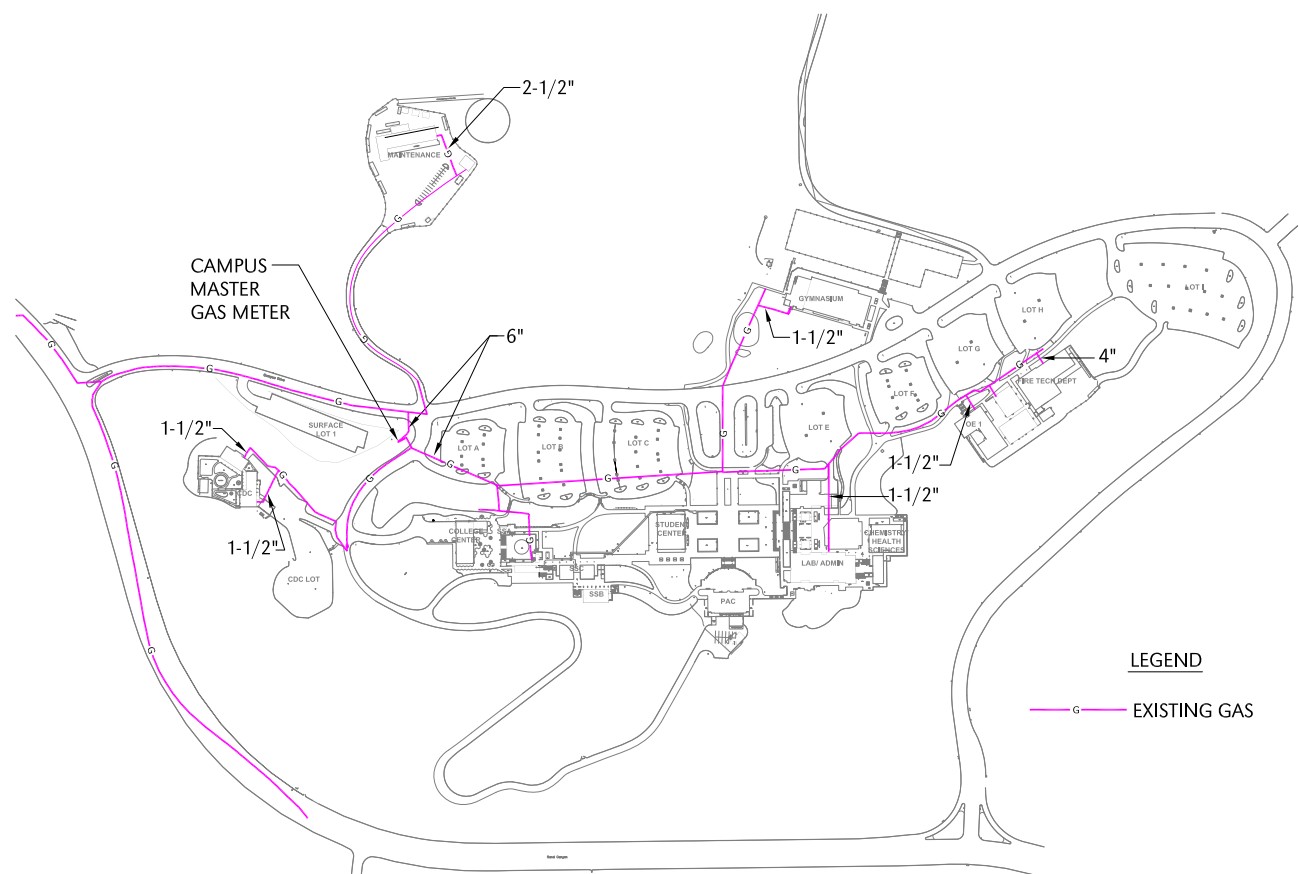 2-1/2"
MAINTENANCE
G
G
CAMPUS
MASTER
GAS METER
G
6"
GYMNASIUM
1-1/2"
G
G
G
G
LOT I
LOT H
LOT G
4"
FIRE TECH DEPT
G
LOT F
G
OE 1
1-1/2"
SURFACE
LOT 1
1-1/2"
G
CDC
1-1/2"
CDC LOT
G
G
LOT A
LOT B
LOT C
LOT E
G
G
G
1-1/2"
COLLEGE
CENTER
G
SSC
SSB
STUDENT
CENTER
PAC
LAB/ ADMIN
CHEMISTRY/
HEALTH
SCIENCES
G
G
LEGEND
G
EXISTING GAS
Sand Canyon